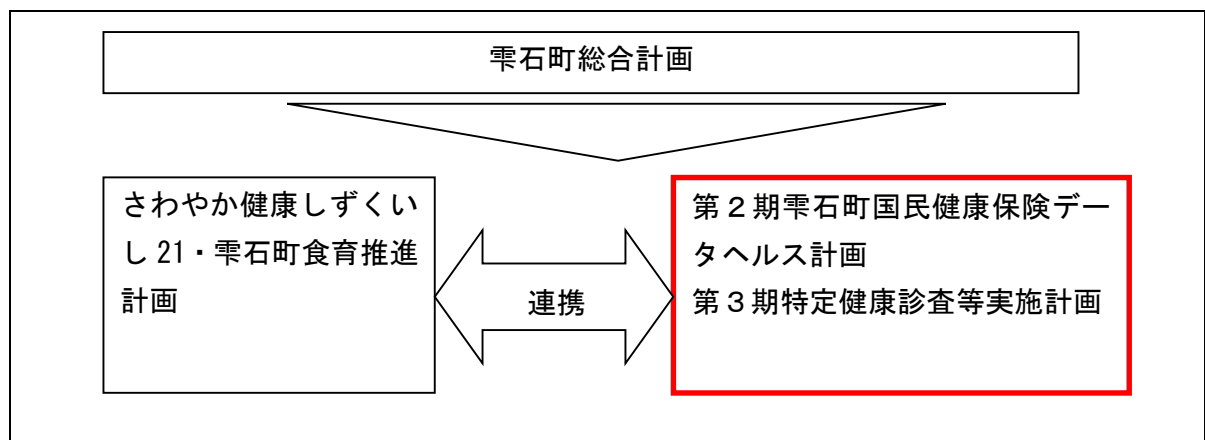 雫石町総合計画
さわやか健康しずくい
し 21・雫石町食育推進
計画
連携
第２期雫石町国民健康保険デー
タヘルス計画
第３期特定健康診査等実施計画